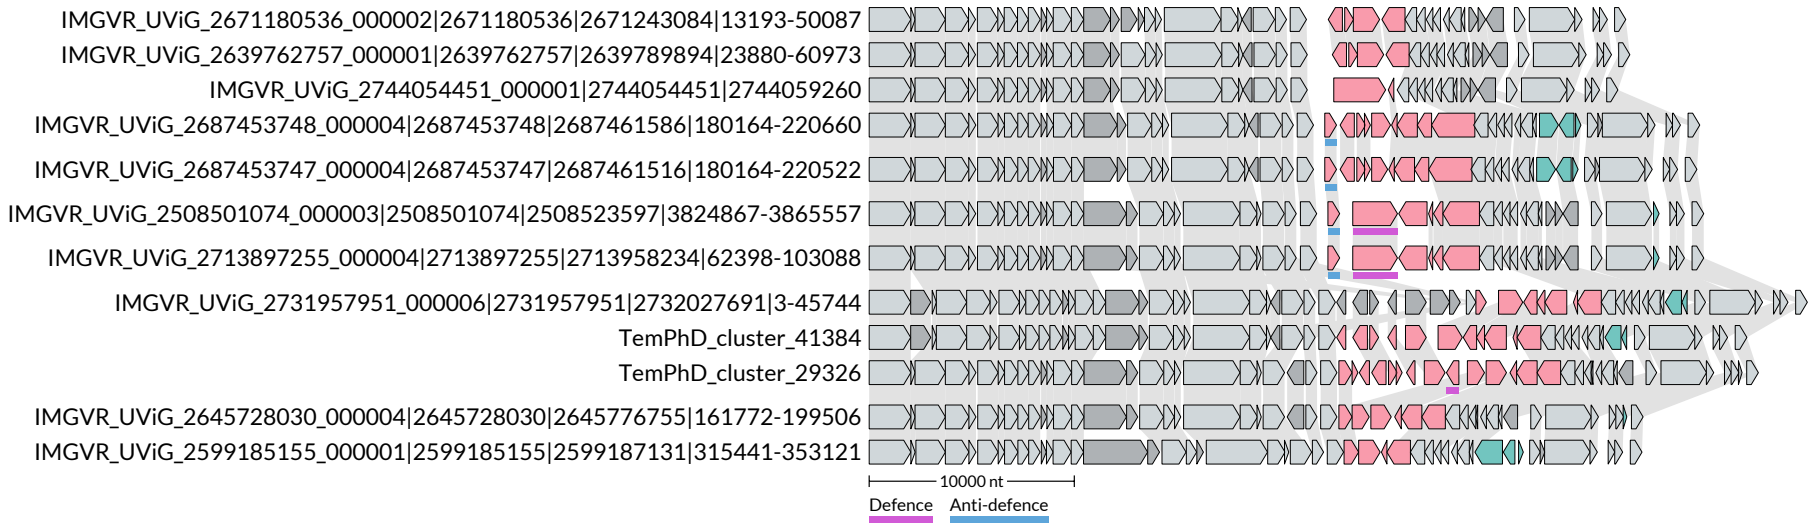 IMGVR_UViG_2671180536_000002|2671180536|2671243084|13193-50087
IMGVR_UViG_2639762757_000001|2639762757|2639789894|23880-60973
IMGVR_UViG_2744054451_000001|2744054451|2744059260
IMGVR_UViG_2687453748_000004|2687453748|2687461586|180164-220660
IMGVR_UViG_2687453747_000004|2687453747|2687461516|180164-220522
IMGVR_UViG_2508501074_000003|2508501074|2508523597|3824867-3865557
IMGVR_UViG_2713897255_000004|2713897255|2713958234|62398-103088
IMGVR_UViG_2731957951_000006|2731957951|2732027691|3-45744
TemPhD_cluster_41384
TemPhD_cluster_29326
IMGVR_UViG_2645728030_000004|2645728030|2645776755|161772-199506
IMGVR_UViG_2599185155_000001|2599185155|2599187131|315441-353121
10000 nt
Defence Anti-defence